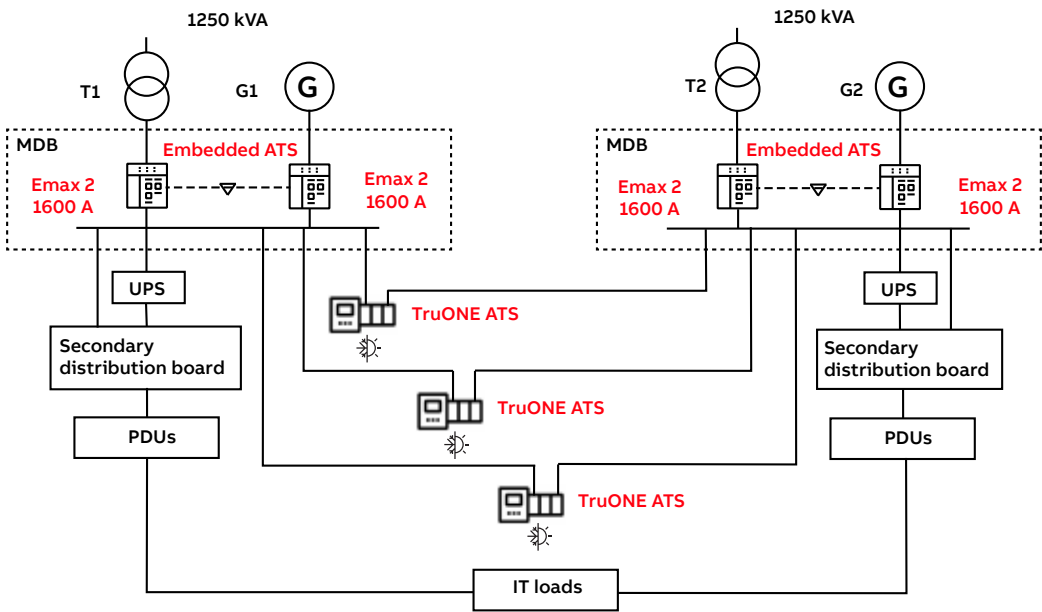 1250 kVA
1250 kVA
T1
G1
G
T2
G2
G
MDB
Embedded ATS
Emax 2
1600 A
Emax 2
1600 A
MDB
Embedded ATS
Emax 2
1600 A
Emax 2
1600 A
UPS
UPS
TruONE ATS
Secondary
distribution board
Secondary
distribution board
TruONE ATS
PDUs
PDUs
TruONE ATS
IT loads